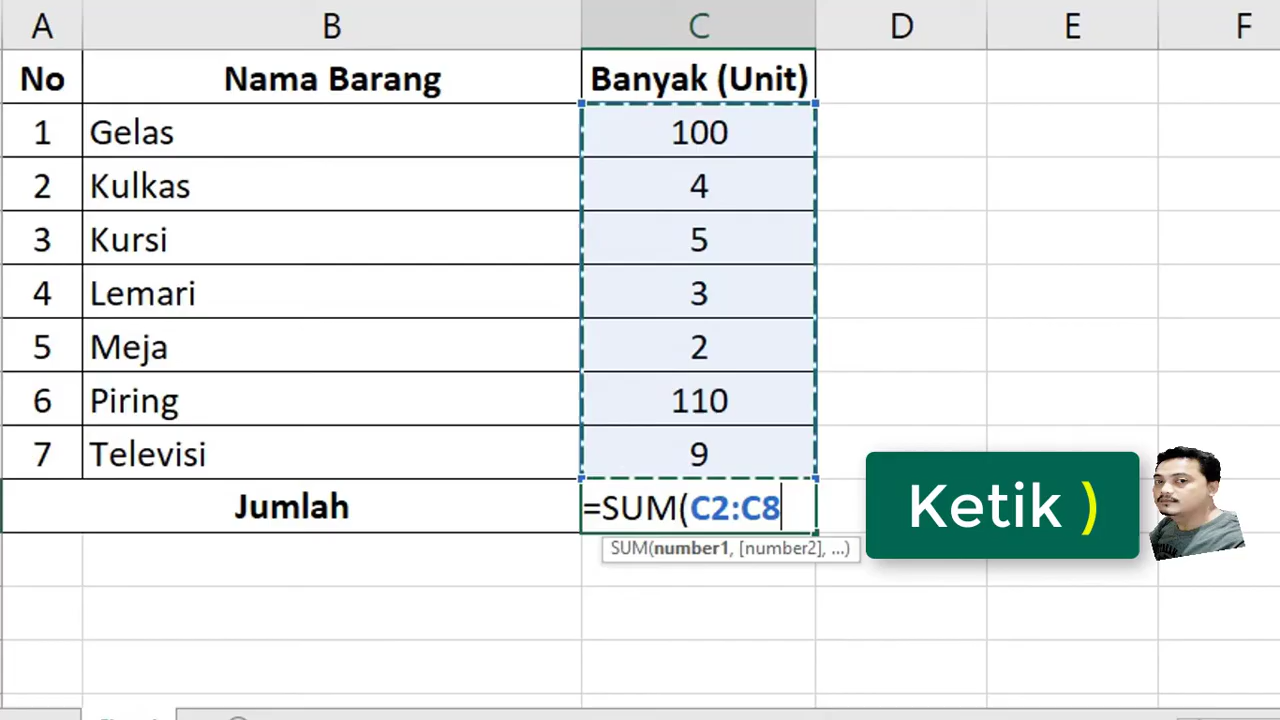 A B C D E F
No Nama Barang Banyak (Unit)
1 Gelas 100
2 Kulkas 4
3 Kursi 5
4 Lemari 3
5 Meja 2
6 Piring 110
7 Televisi 9
Jumlah =SUM(C2:C8
Ketik )
SUM(number1, [number2], ...)